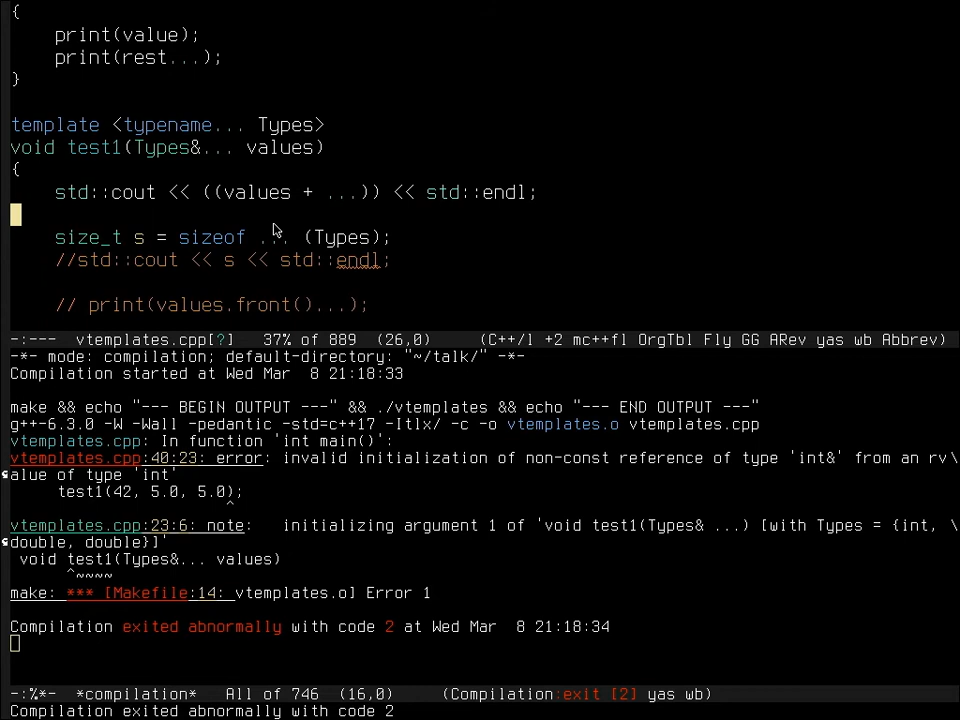 {
    print(value);
    print(rest...);
}
template <typename... Types>
void test1(Types&... values)
{
    std::cout << ((values + ...)) << std::endl;
    size_t s = sizeof ... (Types);
    //std::cout << s << std::endl;
    // print(values.front()...);
-:---  vtemplates.cpp[?]  37% of 889  (26,0)    (C++/l +2 mc++fl OrgTbl Fly GG ARev yas wb Abbrev)
-*- mode: compilation; default-directory: "~/talk/" -*-
Compilation started at Wed Mar  8 21:18:33
make && echo "--- BEGIN OUTPUT ---" && ./vtemplates && echo "--- END OUTPUT ---"
g++-6.3.0 -W -Wall -pedantic -std=c++17 -Itlx/ -c -o vtemplates.o vtemplates.cpp
vtemplates.cpp: In function 'int main()':
vtemplates.cpp:40:23: error: invalid initialization of non-const reference of type 'int&' from an rv\
alue of type 'int'
      test1(42, 5.0, 5.0);
                        ^
vtemplates.cpp:23:6: note:   initializing argument 1 of 'void test1(Types& ...) [with Types = {int, \
double, double}]'
 void test1(Types&... values)
      ^~~~~
make: *** [Makefile:14: vtemplates.o] Error 1
Compilation exited abnormally with code 2 at Wed Mar  8 21:18:34
-:%*-  *compilation*   All of 746  (16,0)    (Compilation:exit [2] yas wb)
Compilation exited abnormally with code 2